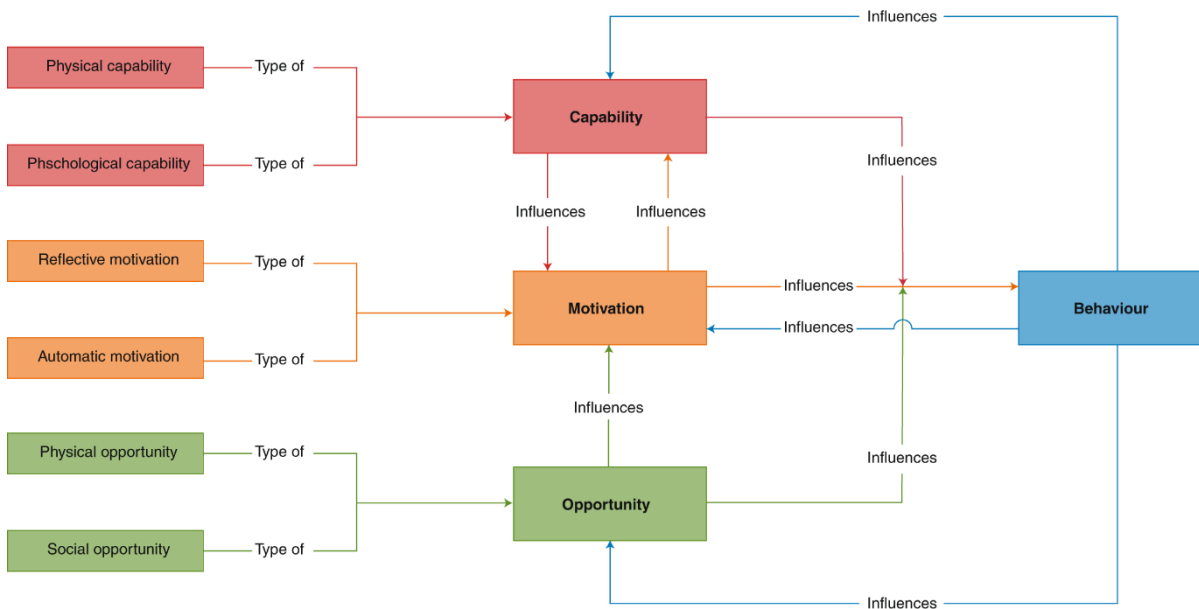 Influences
Physical capability
Type of
Capability
Phschological capability
Type of
Influences
Influences
Influences
Reflective motivation
Type of
Motivation
Influences
Behaviour
Influences
Automatic motivation
Type of
Influences
Physical opportunity
Type of
Influences
Opportunity
Social opportunity
Type of
Influences